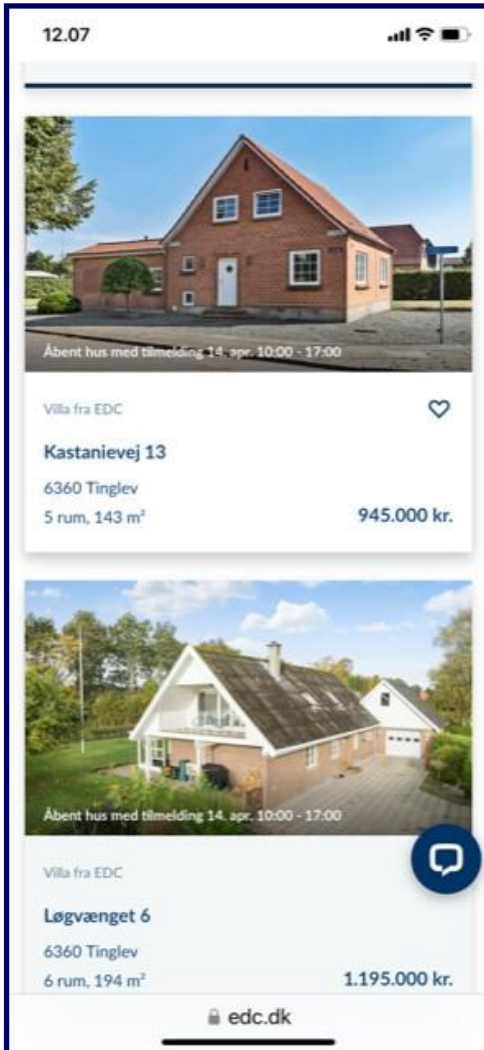 12.07
Åbent hus med tilmelding 14. apr. 10:00 - 17:00
Villa fra EDC
Kastanievej 13
6360 Tinglev
5 rum, 143 m²
945.000 kr.
Åbent hus med tilmelding 14. apr. 10:00 - 17:00
Villa fra EDC
Løgvænget 6
6360 Tinglev
6 rum, 194 m²
1.195.000 kr.
edc.dk